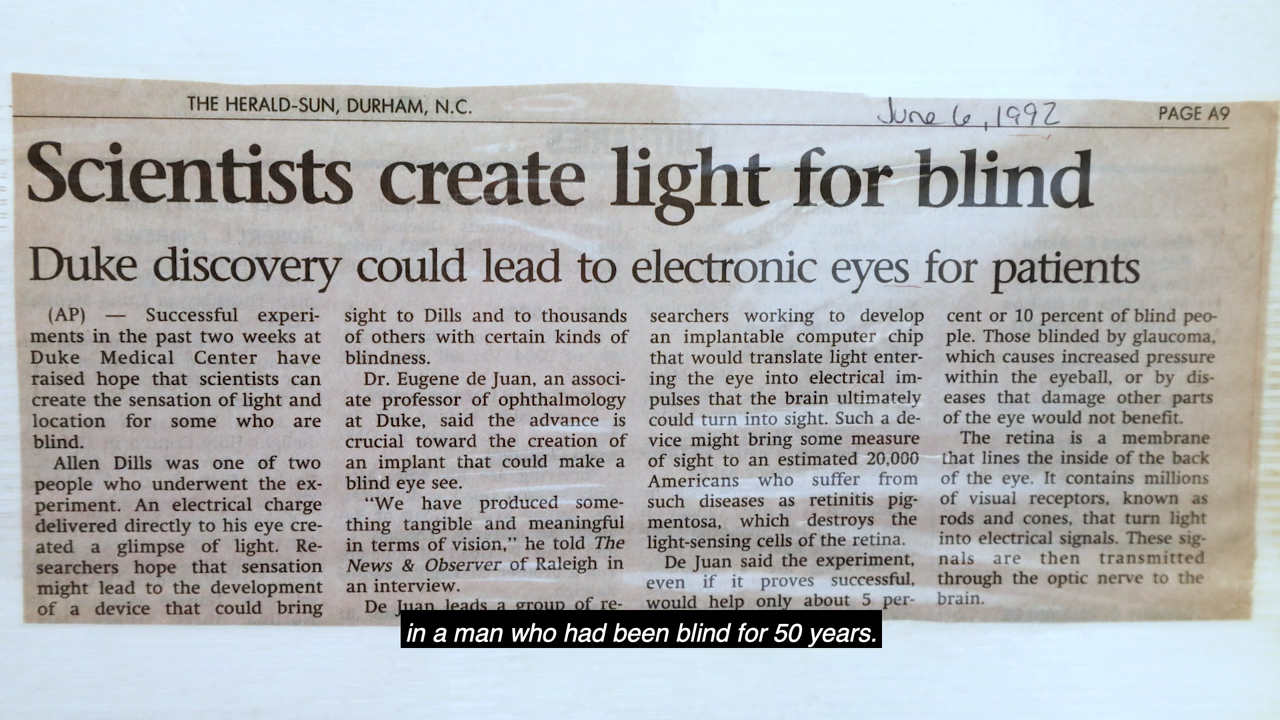 THE HERALD-SUN, DURHAM, N.C.
June 6, 1992
PAGE A9
Scientists create light for blind
Duke discovery could lead to electronic eyes for patients
(AP) — Successful experi-
ments in the past two weeks at
Duke Medical Center have
raised hope that scientists can
create the sensation of light and
location for some who are
blind.
Allen Dills was one of two
people who underwent the ex-
periment. An electrical charge
delivered directly to his eye cre-
ated a glimpse of light. Re-
searchers hope that sensation
might lead to the development
of a device that could bring
sight to Dills and to thousands
of others with certain kinds of
blindness.
Dr. Eugene de Juan, an associ-
ate professor of ophthalmology
at Duke, said the advance is
crucial toward the creation of
an implant that could make a
blind eye see.
“We have produced some-
thing tangible and meaningful
in terms of vision,” he told The
News & Observer of Raleigh in
an interview.
De Juan leads a group of re-
searchers working to develop
an implantable computer chip
that would translate light enter-
ing the eye into electrical im-
pulses that the brain ultimately
could turn into sight. Such a de-
vice might bring some measure
of sight to an estimated 20,000
Americans who suffer from
such diseases as retinitis pig-
mentosa, which destroys the
light-sensing cells of the retina.
De Juan said the experiment,
even if it proves successful,
would help only about 5 per-
cent or 10 percent of blind peo-
ple. Those blinded by glaucoma,
which causes increased pressure
within the eyeball, or by dis-
eases that damage other parts
of the eye would not benefit.
The retina is a membrane
that lines the inside of the back
of the eye. It contains millions
of visual receptors, known as
rods and cones, that turn light
into electrical signals. These sig-
nals are then transmitted
through the optic nerve to the
brain.
in a man who had been blind for 50 years.